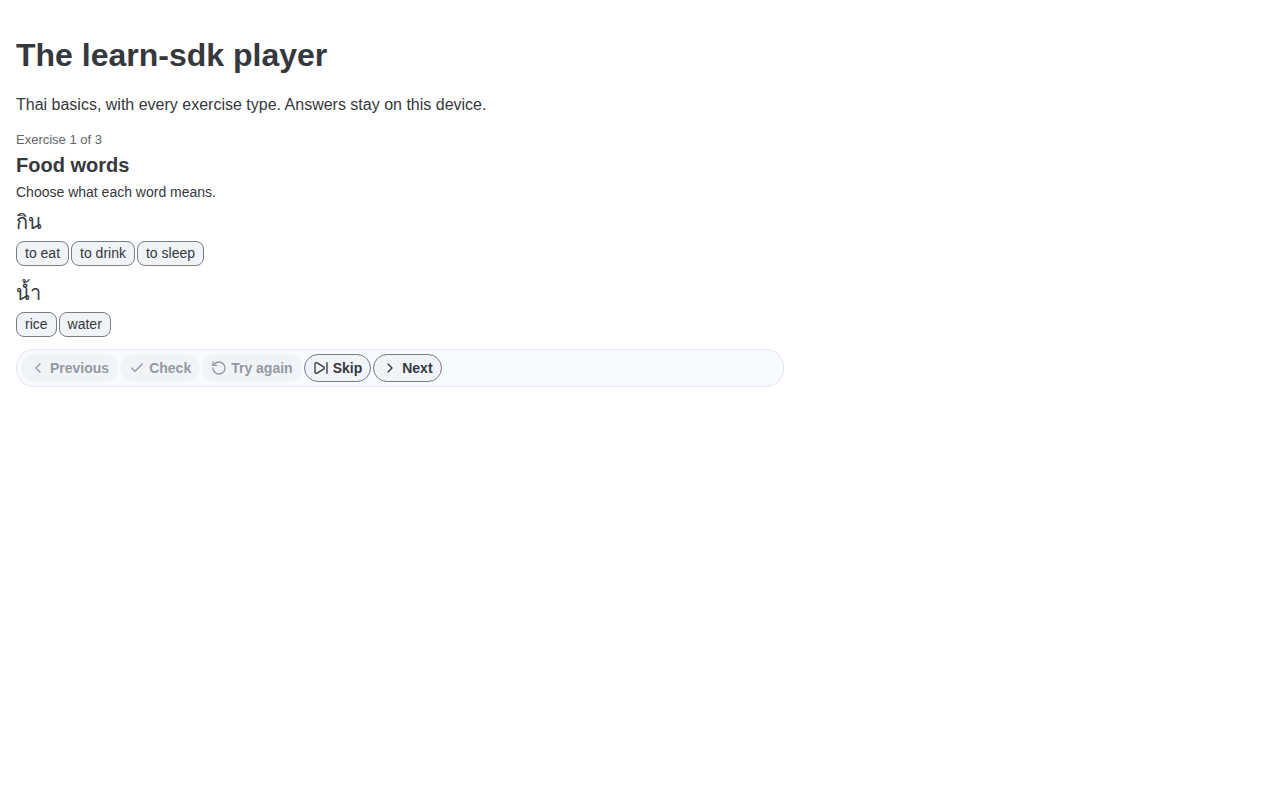 The learn-sdk player
Thai basics, with every exercise type. Answers stay on this device.
Exercise 1 of 3
Food words
Choose what each word means.
กิน
to eat to drink to sleep
น้ำ
rice water
Previous Check Try again Skip Next